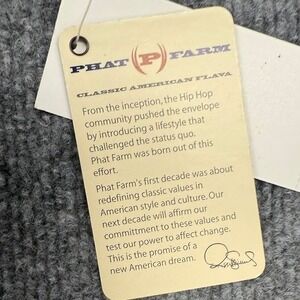 PHAT P FARM
CLASSIC AMERICAN FLAVA
From the inception, the Hip Hop
community pushed the envelope
by introducing a lifestyle that
challenged the status quo.
Phat Farm was born out of this
effort.
Phat Farm's first decade was about
redefining classic values in
American style and culture. Our
next decade will affirm our
commitment to these values and
test our power to affect change.
This is the promise of a
new American dream.